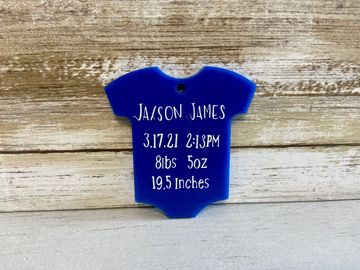 Jaxson James
3.17.21 2:13PM
8lbs 5oz
19.5 inches